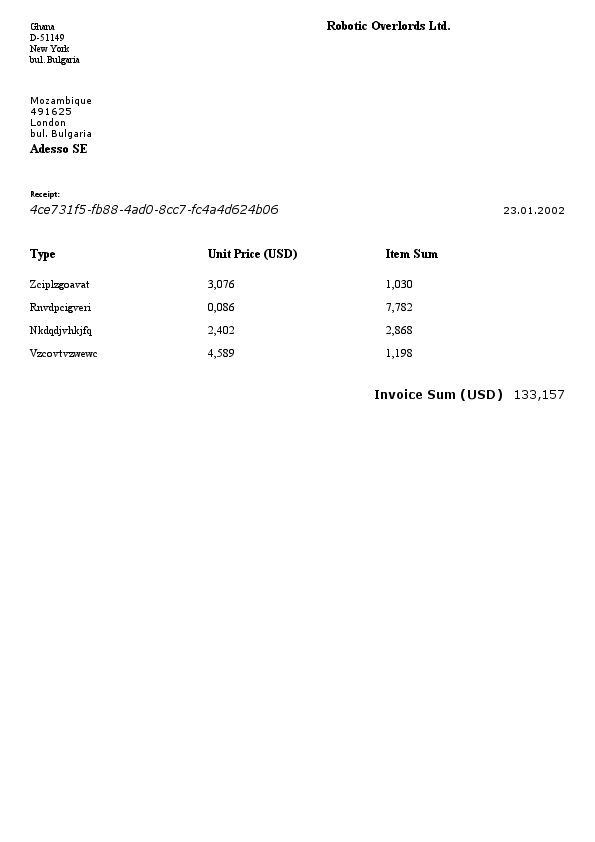 Ghana
D-51149
New York
bul. Bulgaria
Robotic Overlords Ltd.
Mozambique
491625
London
bul. Bulgaria
Adesso SE
Receipt:
4ce731f5-fb88-4ad0-8cc7-fc4a4d624b06 23.01.2002
Type Unit Price (USD) Item Sum
Zciplzgoavat 3,076 1,030
Rnvdpcigveri 0,086 7,782
Nkdqdjvhkjfq 2,402 2,868
Vzcovtvzwewc 4,589 1,198
Invoice Sum (USD) 133,157